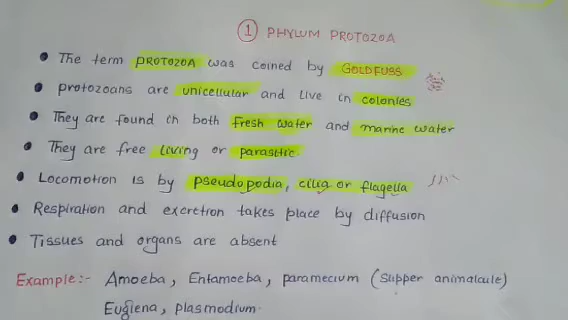 1 PHYLUM PROTOZOA
The term PROTOZOA was coined by GOLDFUSS
protozoans are unicellular and live in colonies
They are found in both fresh water and marine water
They are free living or parasitic.
Locomotion is by pseudopodia, cilia or flagella
Respiration and excretion takes place by diffusion
Tissues and organs are absent
Example:- Amoeba, Entamoeba, paramecium (supper animalcule)
Euglena, plasmodium.